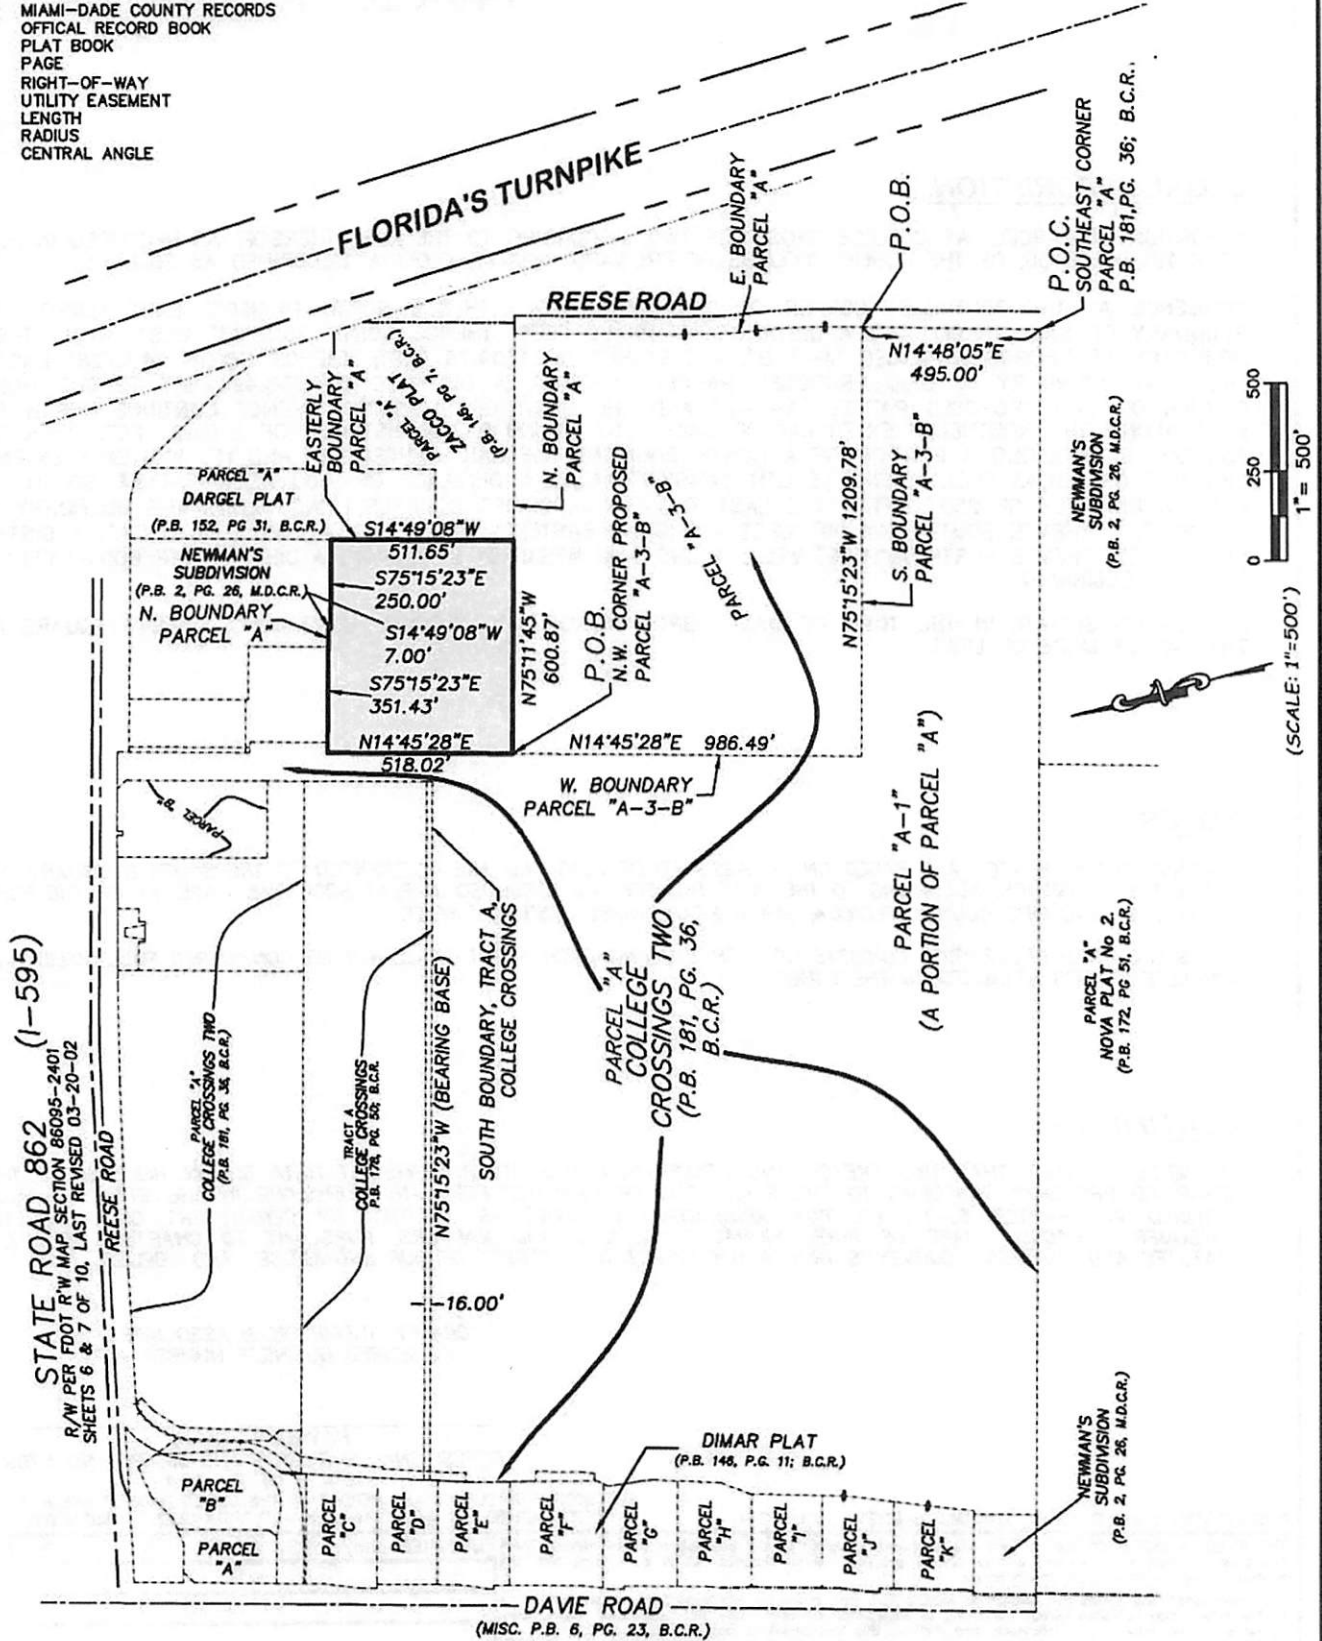 MIAMI-DADE COUNTY RECORDS
OFFICAL RECORD BOOK
PLAT BOOK
PAGE
RIGHT-OF-WAY
UTILITY EASEMENT
LENGTH
RADIUS
CENTRAL ANGLE
FLORIDA'S TURNPIKE
REESE ROAD
E. BOUNDARY
PARCEL "A"
P.O.B.
P.O.C.
SOUTHEAST CORNER
PARCEL "A"
P.B. 181,PG. 36; B.C.R.
N14°48'05"E
495.00'
EASTERLY
BOUNDARY
PARCEL "A"
PARCEL "A"
ZACCO PLAT
(P.B. 146, PG. 7, B.C.R.)
N. BOUNDARY
PARCEL "A"
PARCEL "A"
DARGEL PLAT
(P.B. 152, PG 31, B.C.R.)
NEWMAN'S
SUBDIVISION
(P.B. 2, PG. 26, M.D.C.R.)
N. BOUNDARY
PARCEL "A"
S14°49'08"W
511.65'
S75°15'23"E
250.00'
S14°49'08"W
7.00'
S75°15'23"E
351.43'
N14°45'28"E
518.02'
N75°11'45"W
600.87'
P.O.B.
N.W. CORNER PROPOSED
PARCEL "A-3-B"
PARCEL "A-3-B"
N75°15'23"W 1209.78'
S. BOUNDARY
PARCEL "A-3-B"
NEWMAN'S
SUBDIVISION
(P.B. 2, PG. 26, M.D.C.R.)
0 250 500
1"= 500'
(SCALE: 1"=500')
N14°45'28"E 986.49'
W. BOUNDARY
PARCEL "A-3-B"
PARCEL "B"
PARCEL "A-1"
(A PORTION OF PARCEL "A")
PARCEL "A"
COLLEGE
CROSSINGS TWO
(P.B. 181, PG. 36,
B.C.R.)
PARCEL "A"
NOVA PLAT No 2
(P.B. 172, PG 51, B.C.R.)
STATE ROAD 862 (I-595)
R/W PER FDOT R'W MAP SECTION 86095-2401
SHEETS 6 & 7 OF 10, LAST REVISED 03-20-02
REESE ROAD
PARCEL "A"
COLLEGE CROSSINGS TWO
(P.B. 181, PG. 36, B.C.R.)
TRACT A
COLLEGE CROSSINGS
P.B. 178, PG. 50; B.C.R.
N75°15'23"W (BEARING BASE)
SOUTH BOUNDARY, TRACT A,
COLLEGE CROSSINGS
16.00'
DIMAR PLAT
(P.B. 148, P.G. 11; B.C.R.)
PARCEL
"B"
PARCEL
"A"
PARCEL
"C"
PARCEL
"D"
PARCEL
"E"
PARCEL
"F"
PARCEL
"G"
PARCEL
"H"
PARCEL
"I"
PARCEL
"J"
PARCEL
"K"
NEWMAN'S
SUBDIVISION
(P.B. 2, PG. 26, M.D.C.R.)
DAVIE ROAD
(MISC. P.B. 6, PG. 23, B.C.R.)